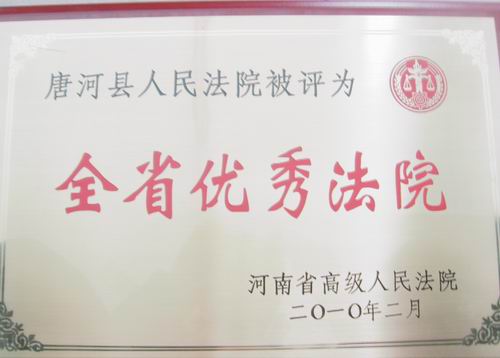 唐河县人民法院被评为
全省优秀法院
河南省高级人民法院
二〇一〇年二月